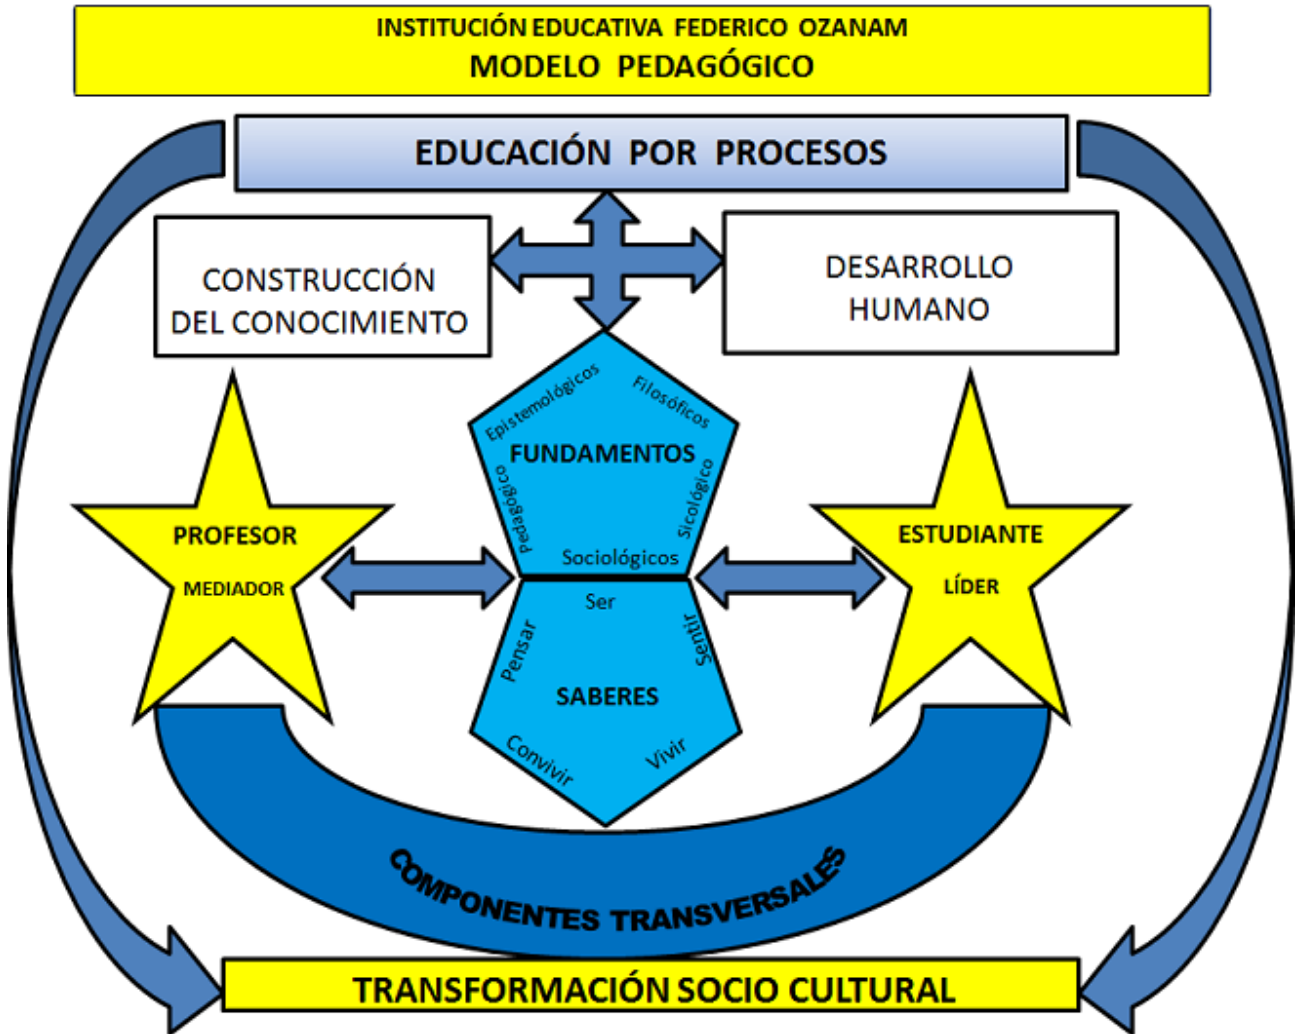 INSTITUCIÓN EDUCATIVA FEDERICO OZANAM
MODELO PEDAGÓGICO
EDUCACIÓN POR PROCESOS
CONSTRUCCIÓN
DEL CONOCIMIENTO
DESARROLLO
HUMANO
Epistemológicos
Filosóficos
FUNDAMENTOS
Pedagógico
Sicológico
Sociológicos
PROFESOR
MEDIADOR
ESTUDIANTE
LÍDER
Ser
Pensar
Sentir
SABERES
Convivir
Vivir
COMPONENTES TRANSVERSALES
TRANSFORMACIÓN SOCIO CULTURAL